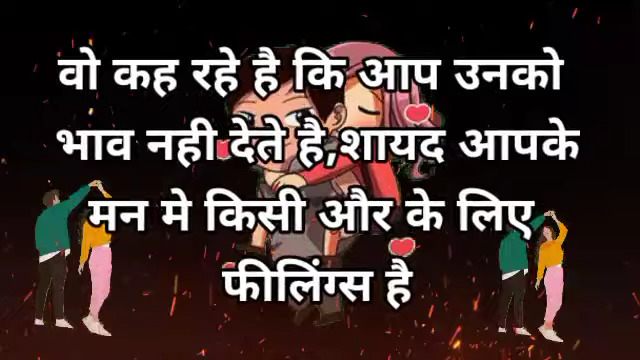 वो कह रहे है कि आप उनको
भाव नही देते है,शायद आपके
मन मे किसी और के लिए
फीलिंग्स है